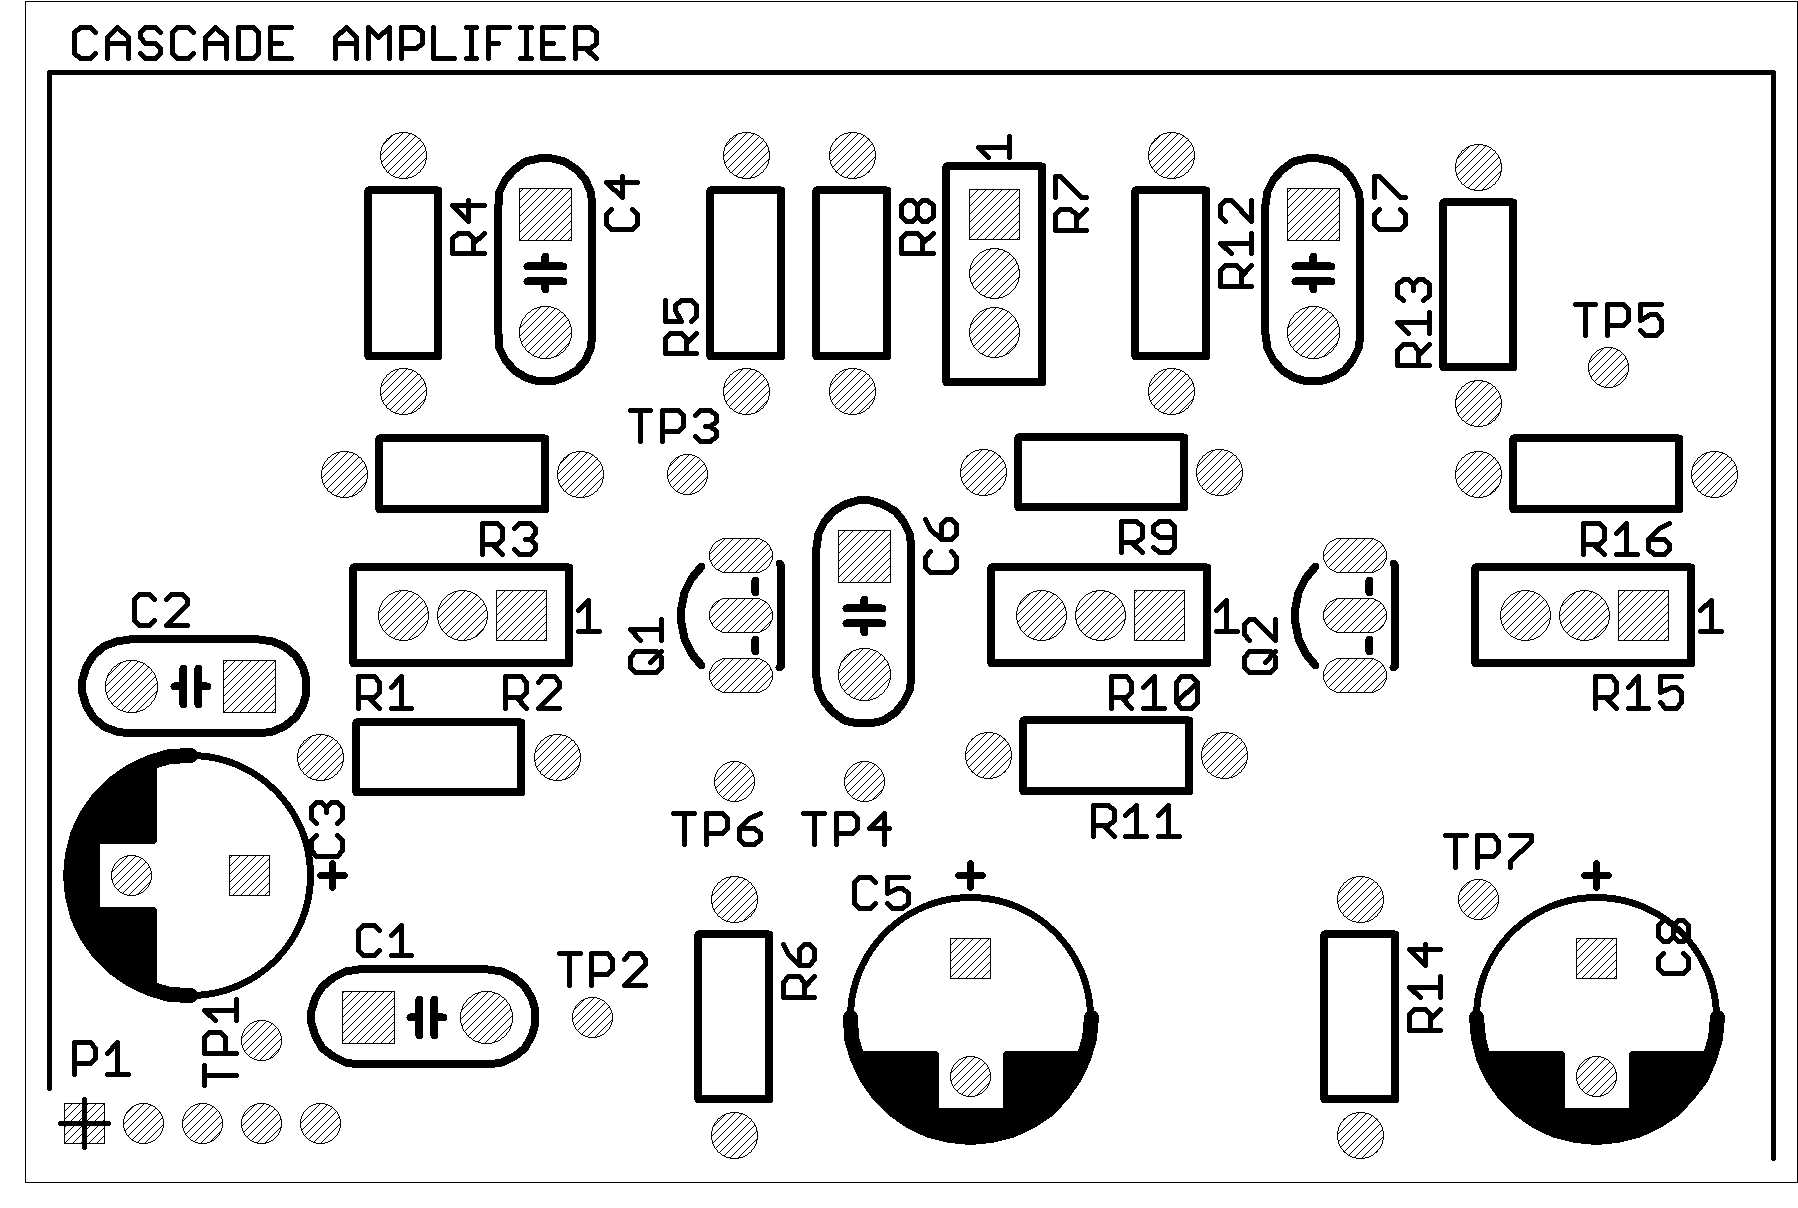 CASCADE AMPLIFIER
1
R4
C4
R5
R8
R7
R12
C7
R13
TP5
TP3
R3
C6
R9
R16
C2
1
Q1
1
Q2
1
R1
R2
R10
R15
C3
+
TP6
TP4
R11
TP7
C5
+
+
C1
TP2
R6
R14
C8
TP1
P1